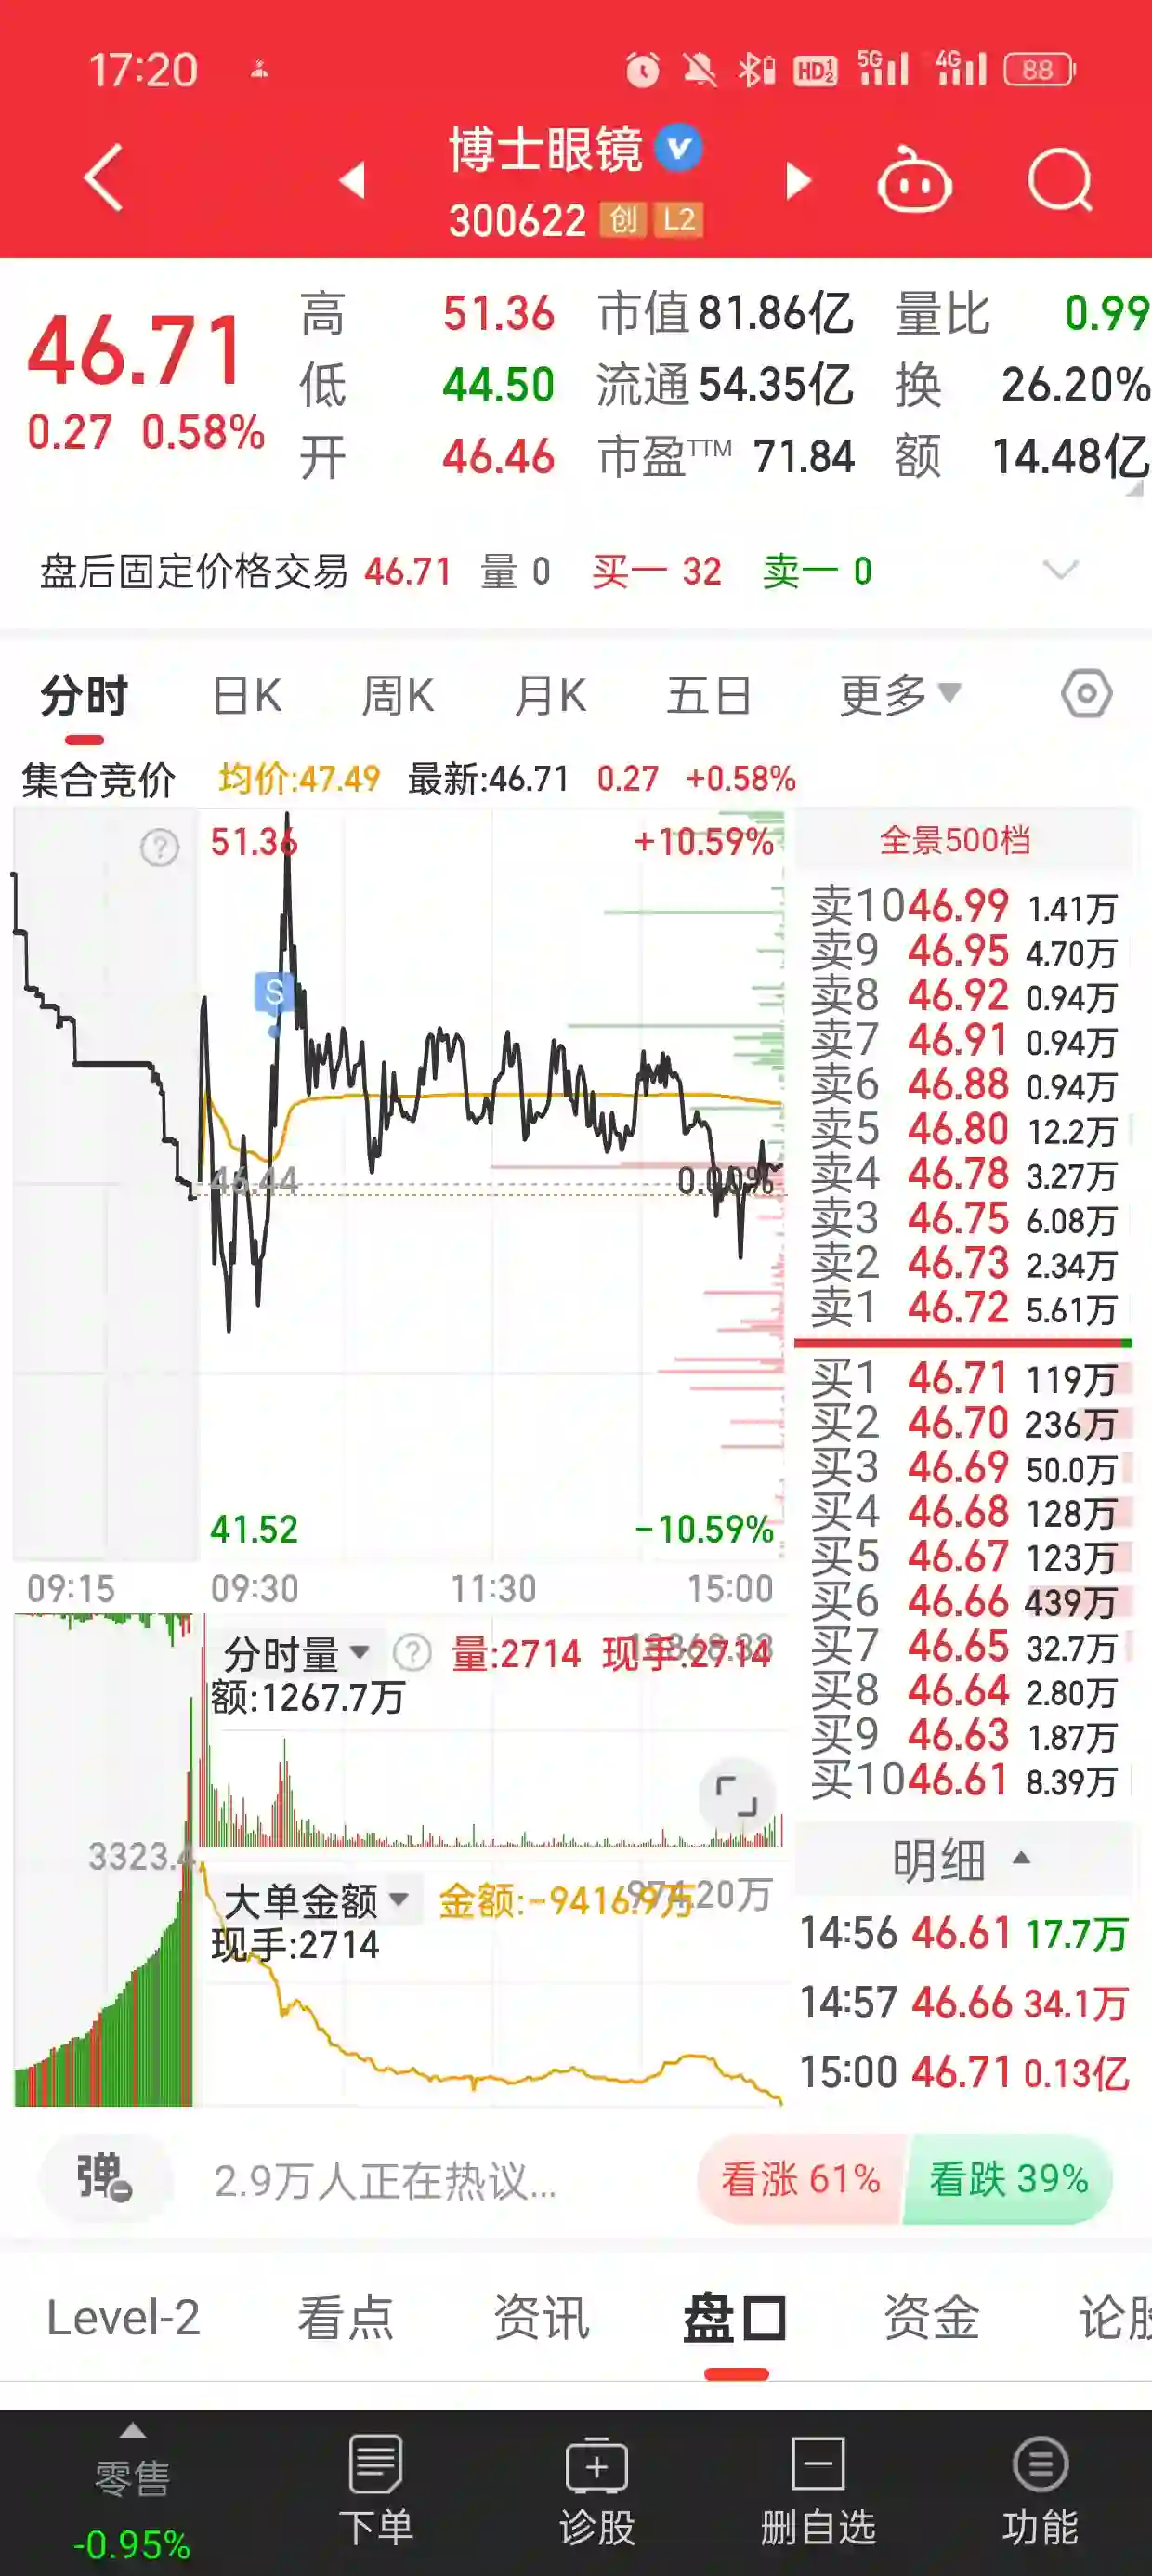 17:20 HD 1 2 5G 4G 88
博士眼镜
300622 创 L2
46.71
0.27 0.58%
高 51.36 市值 81.86亿 量比 0.99
低 44.50 流通 54.35亿 换 26.20%
开 46.46 市盈TTM 71.84 额 14.48亿
盘后固定价格交易 46.71 量 0 买一 32 卖一 0
分时 日K 周K 月K 五日 更多
集合竞价 均价:47.49 最新:46.71 0.27 +0.58%
51.36 +10.59%
S
46.44 0.00%
41.52 -10.59%
09:15 09:30 11:30 15:00
全景500档
卖10 46.99 1.41万
卖9 46.95 4.70万
卖8 46.92 0.94万
卖7 46.91 0.94万
卖6 46.88 0.94万
卖5 46.80 12.2万
卖4 46.78 3.27万
卖3 46.75 6.08万
卖2 46.73 2.34万
卖1 46.72 5.61万
买1 46.71 119万
买2 46.70 236万
买3 46.69 50.0万
买4 46.68 128万
买5 46.67 123万
买6 46.66 439万
买7 46.65 32.7万
买8 46.64 2.80万
买9 46.63 1.87万
买10 46.61 8.39万
分时量 ? 量:2714 现手:2714
额:1267.7万
3323.4
大单金额 金额:-9416.9万
现手:2714
明细
14:56 46.61 17.7万
14:57 46.66 34.1万
15:00 46.71 0.13亿
弹 2.9万人正在热议... 看涨 61% 看跌 39%
Level-2 看点 资讯 盘口 资金 论股
零售
-0.95%
下单 诊股 删自选 功能